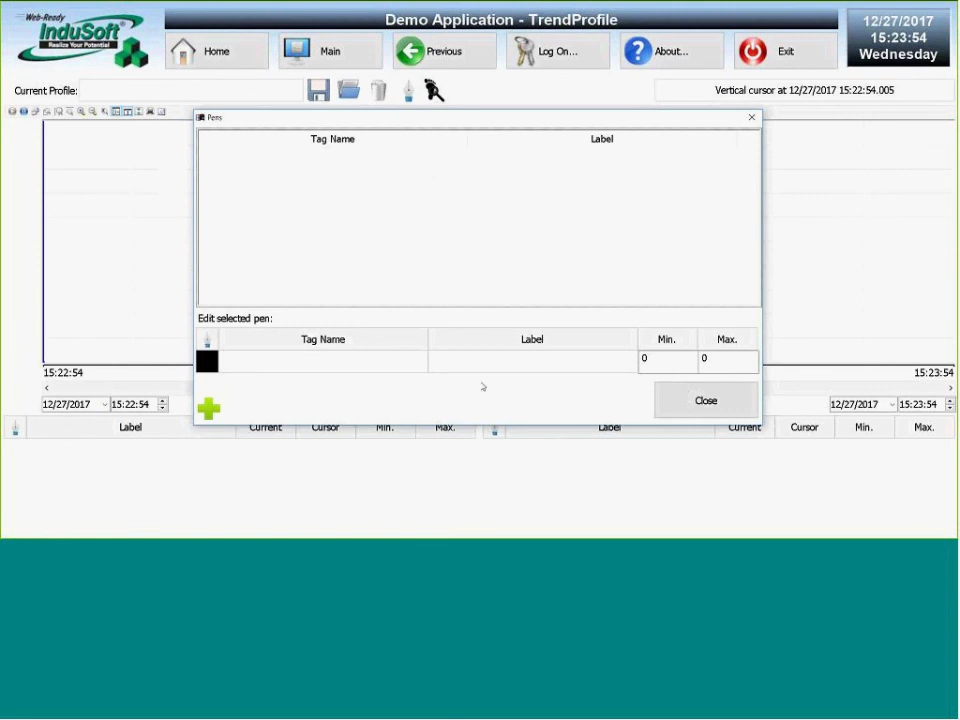 Web-Ready
InduSoft
Realize Your Potential
Demo Application - TrendProfile
Home
Main
Previous
Log On...
About...
Exit
12/27/2017
15:23:54
Wednesday
Current Profile:
Vertical cursor at 12/27/2017 15:22:54.005
Pens
Tag Name Label
Edit selected pen:
Tag Name Label Min. Max.
0 0
Close
15:22:54 15:23:54
12/27/2017 15:22:54 12/27/2017 15:23:54
Label Current Cursor Min. Max. Label Current Cursor Min. Max.